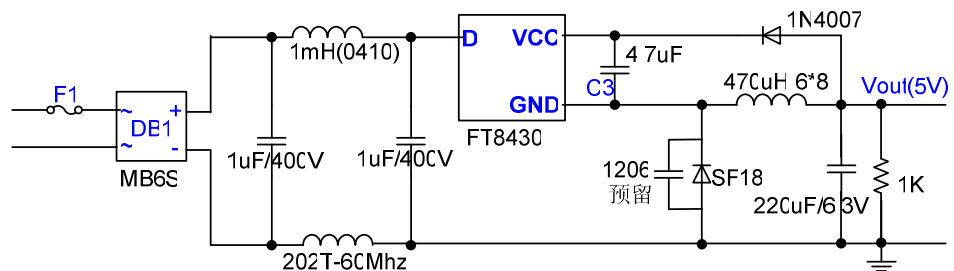 1N4007
1mH(0410)
D
VCC
4.7uF
F1
C3
470uH 6*8
Vout(5V)
GND
~
+
DB1
~
-
FT8430
1uF/400V
1uF/400V
MB6S
1206
预留
SF18
1K
220uF/6.3V
202T-60Mhz